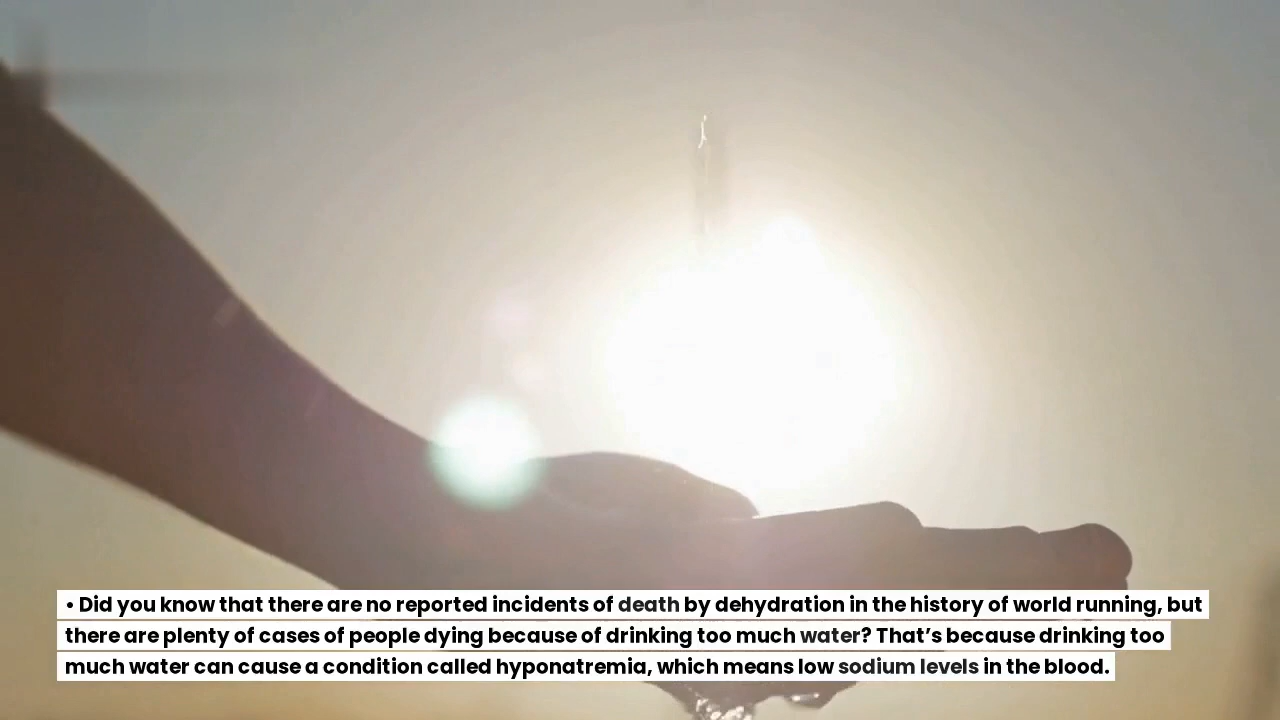 • Did you know that there are no reported incidents of death by dehydration in the history of world running, but
there are plenty of cases of people dying because of drinking too much water? That’s because drinking too
much water can cause a condition called hyponatremia, which means low sodium levels in the blood.